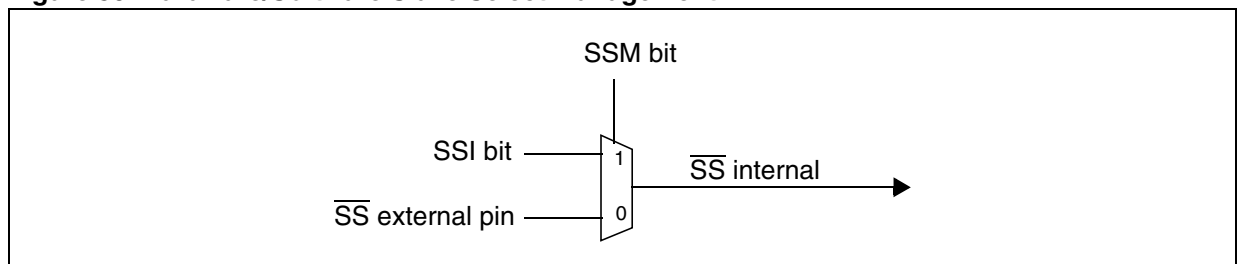 SSM bit
SSI bit
1
SS internal
SS external pin
0